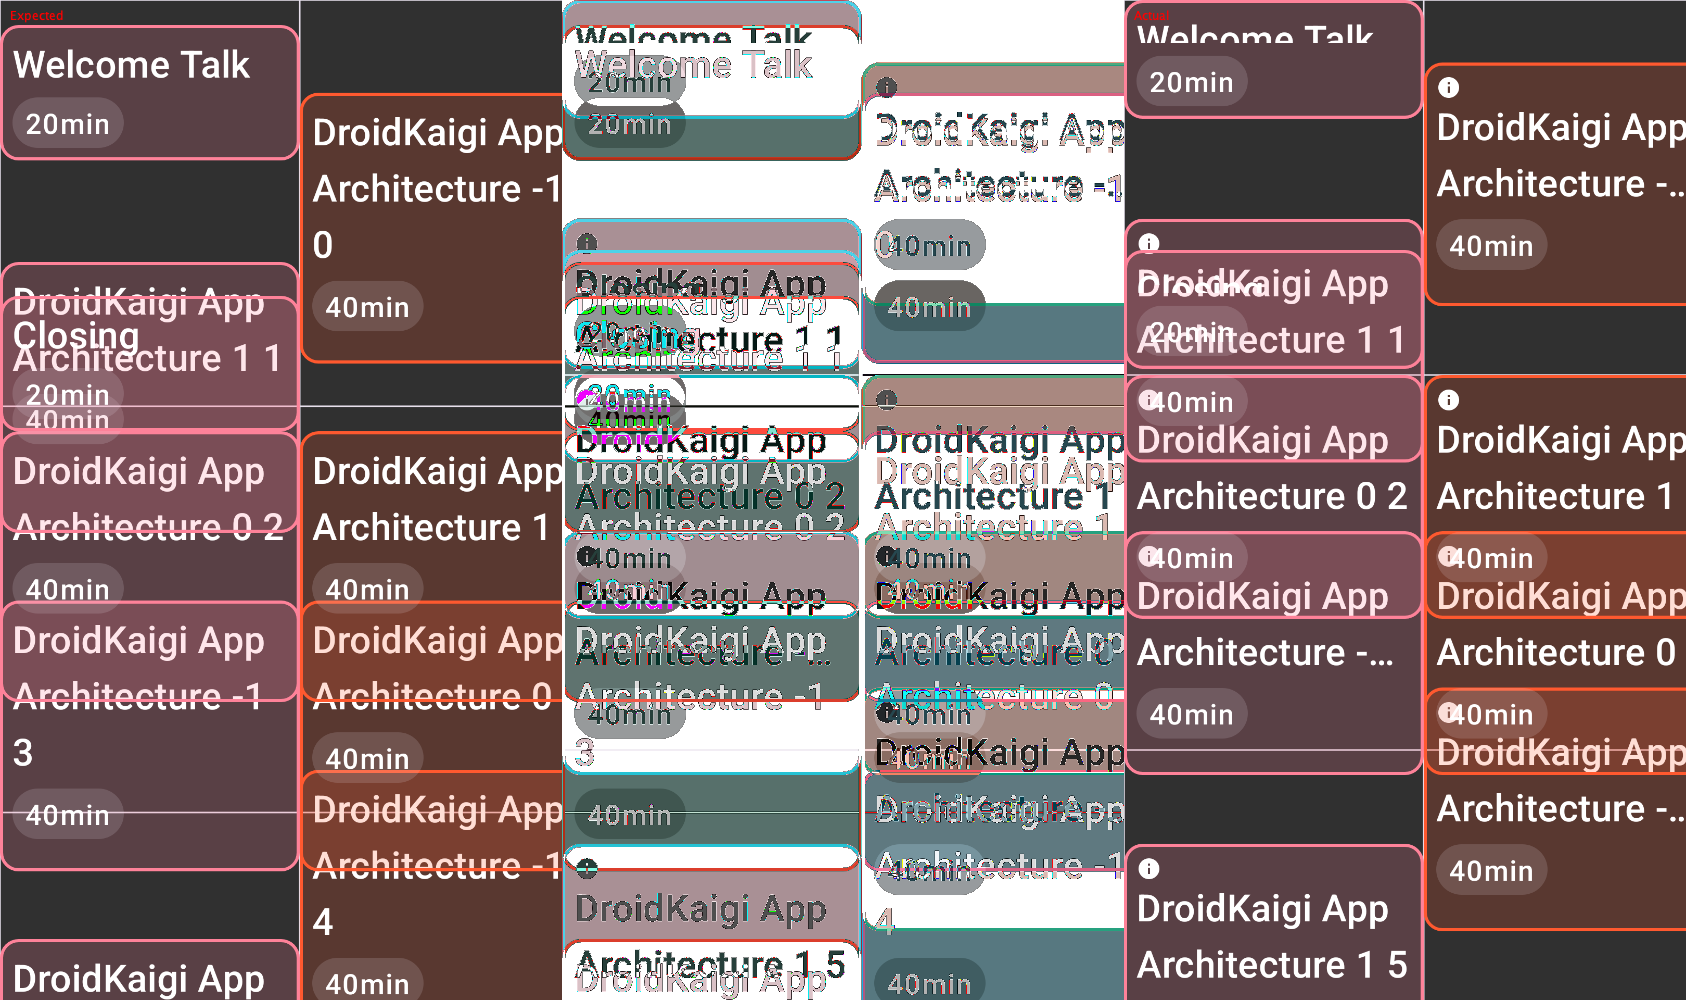 Expected
Welcome Talk
20min
DroidKaigi App
Architecture 1 1
Closing
20min
40min
DroidKaigi App
Architecture 0 2
40min
DroidKaigi App
Architecture -1
3
40min
DroidKaigi App
DroidKaigi App
Architecture -1
0
40min
DroidKaigi App
Architecture 1
40min
DroidKaigi App
Architecture 0
40min
DroidKaigi App
Architecture -1
4
40min
Welcome Talk
Welcome Talk
20min
20min
DroidKaigi App
DroidKaigi App
Architecture 1 1
Architecture 1 1
20min
40min
DroidKaigi App
DroidKaigi App
Architecture 0 2
Architecture 0 2
40min
DroidKaigi App
DroidKaigi App
Architecture -...
Architecture -1
40min
3
40min
DroidKaigi App
Architecture 1 5
DroidKaigi App
DroidKaigi App
Architecture -1
0
40min
40min
DroidKaigi App
DroidKaigi App
Architecture 1
Architecture 1
40min
DroidKaigi App
DroidKaigi App
Architecture 0
Architecture 0
40min
DroidKaigi App
DroidKaigi App
Architecture -1
40min
4
40min
Actual
Welcome Talk
20min
DroidKaigi App
20min
Architecture 1 1
40min
DroidKaigi App
Architecture 0 2
40min
DroidKaigi App
Architecture -...
40min
DroidKaigi App
Architecture 1 5
DroidKaigi App
Architecture -...
40min
DroidKaigi App
Architecture 1
40min
DroidKaigi App
Architecture 0
40min
DroidKaigi App
Architecture -...
40min